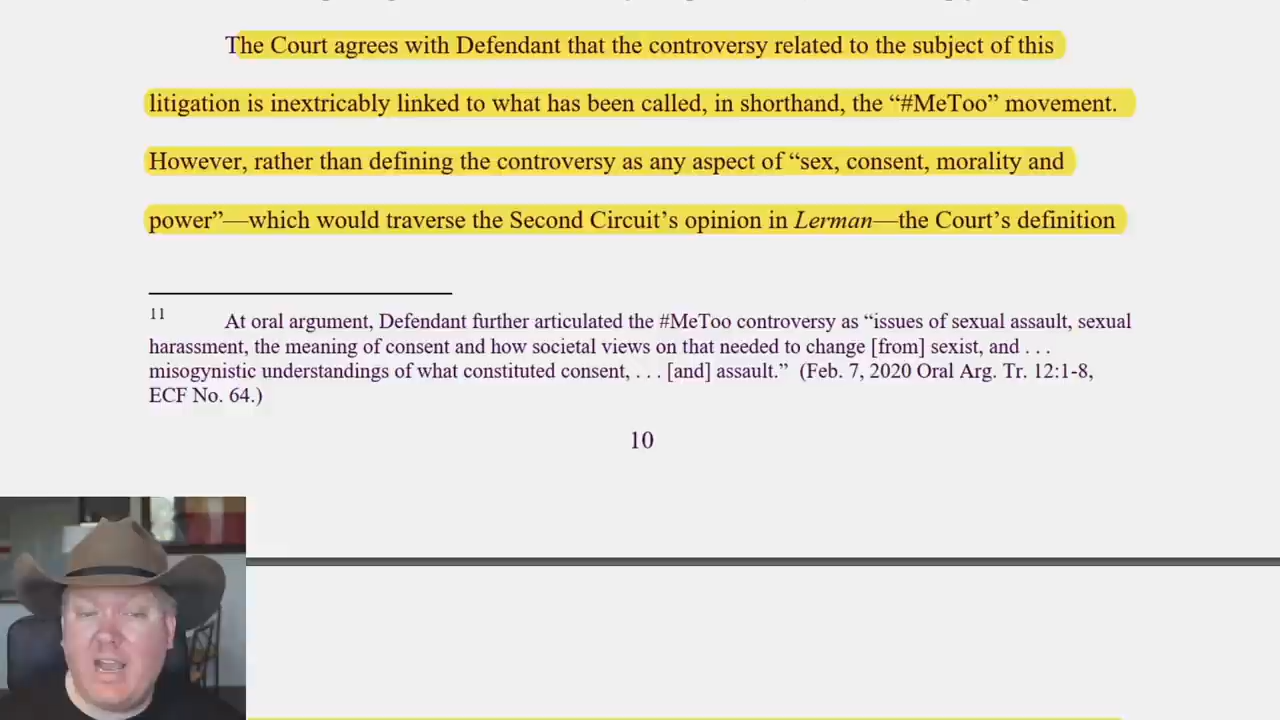 The Court agrees with Defendant that the controversy related to the subject of this
litigation is inextricably linked to what has been called, in shorthand, the “#MeToo” movement.
However, rather than defining the controversy as any aspect of “sex, consent, morality and
power”—which would traverse the Second Circuit’s opinion in Lerman—the Court’s definition
11 At oral argument, Defendant further articulated the #MeToo controversy as “issues of sexual assault, sexual
harassment, the meaning of consent and how societal views on that needed to change [from] sexist, and . . .
misogynistic understandings of what constituted consent, . . . [and] assault.” (Feb. 7, 2020 Oral Arg. Tr. 12:1-8,
ECF No. 64.)
10